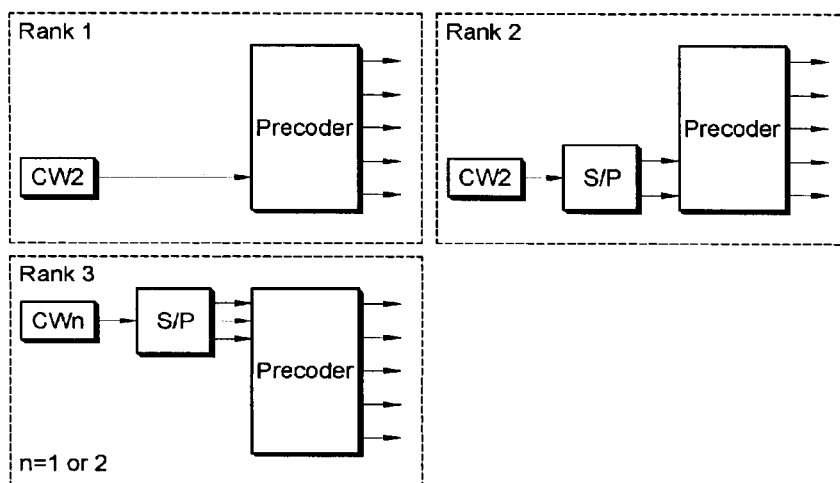 Rank 1
Precoder
CW2
Rank 2
Precoder
CW2
S/P
Rank 3
CWn
S/P
Precoder
n=1 or 2